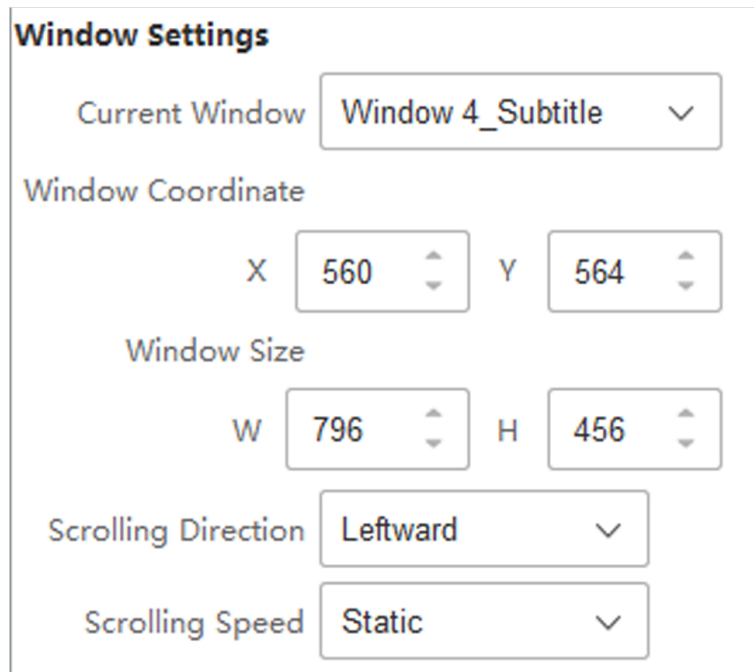 Window Settings
Current Window Window 4_Subtitle
Window Coordinate
X 560 Y 564
Window Size
W 796 H 456
Scrolling Direction Leftward
Scrolling Speed Static